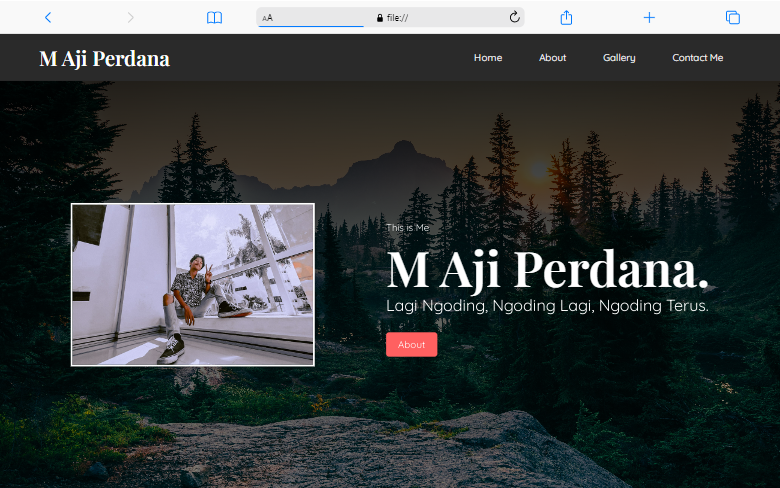 AA file://
M Aji Perdana
Home About Gallery Contact Me
This is Me
M Aji Perdana.
Lagi Ngoding, Ngoding Lagi, Ngoding Terus.
About